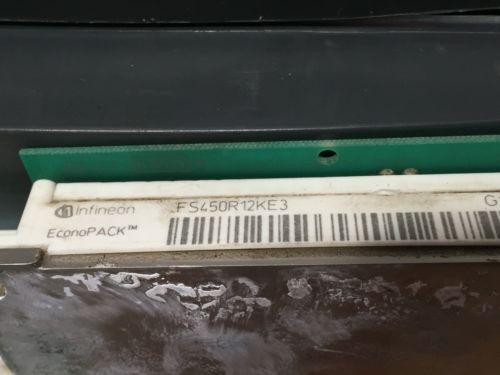 infineon FS450R12KE3 G
EconoPACK™